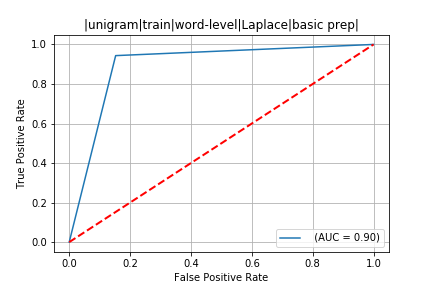 |unigram|train|word-level|Laplace|basic prep|
1.0
0.8
0.6
0.4
0.2
0.0
True Positive Rate
(AUC = 0.90)
0.0 0.2 0.4 0.6 0.8 1.0
False Positive Rate